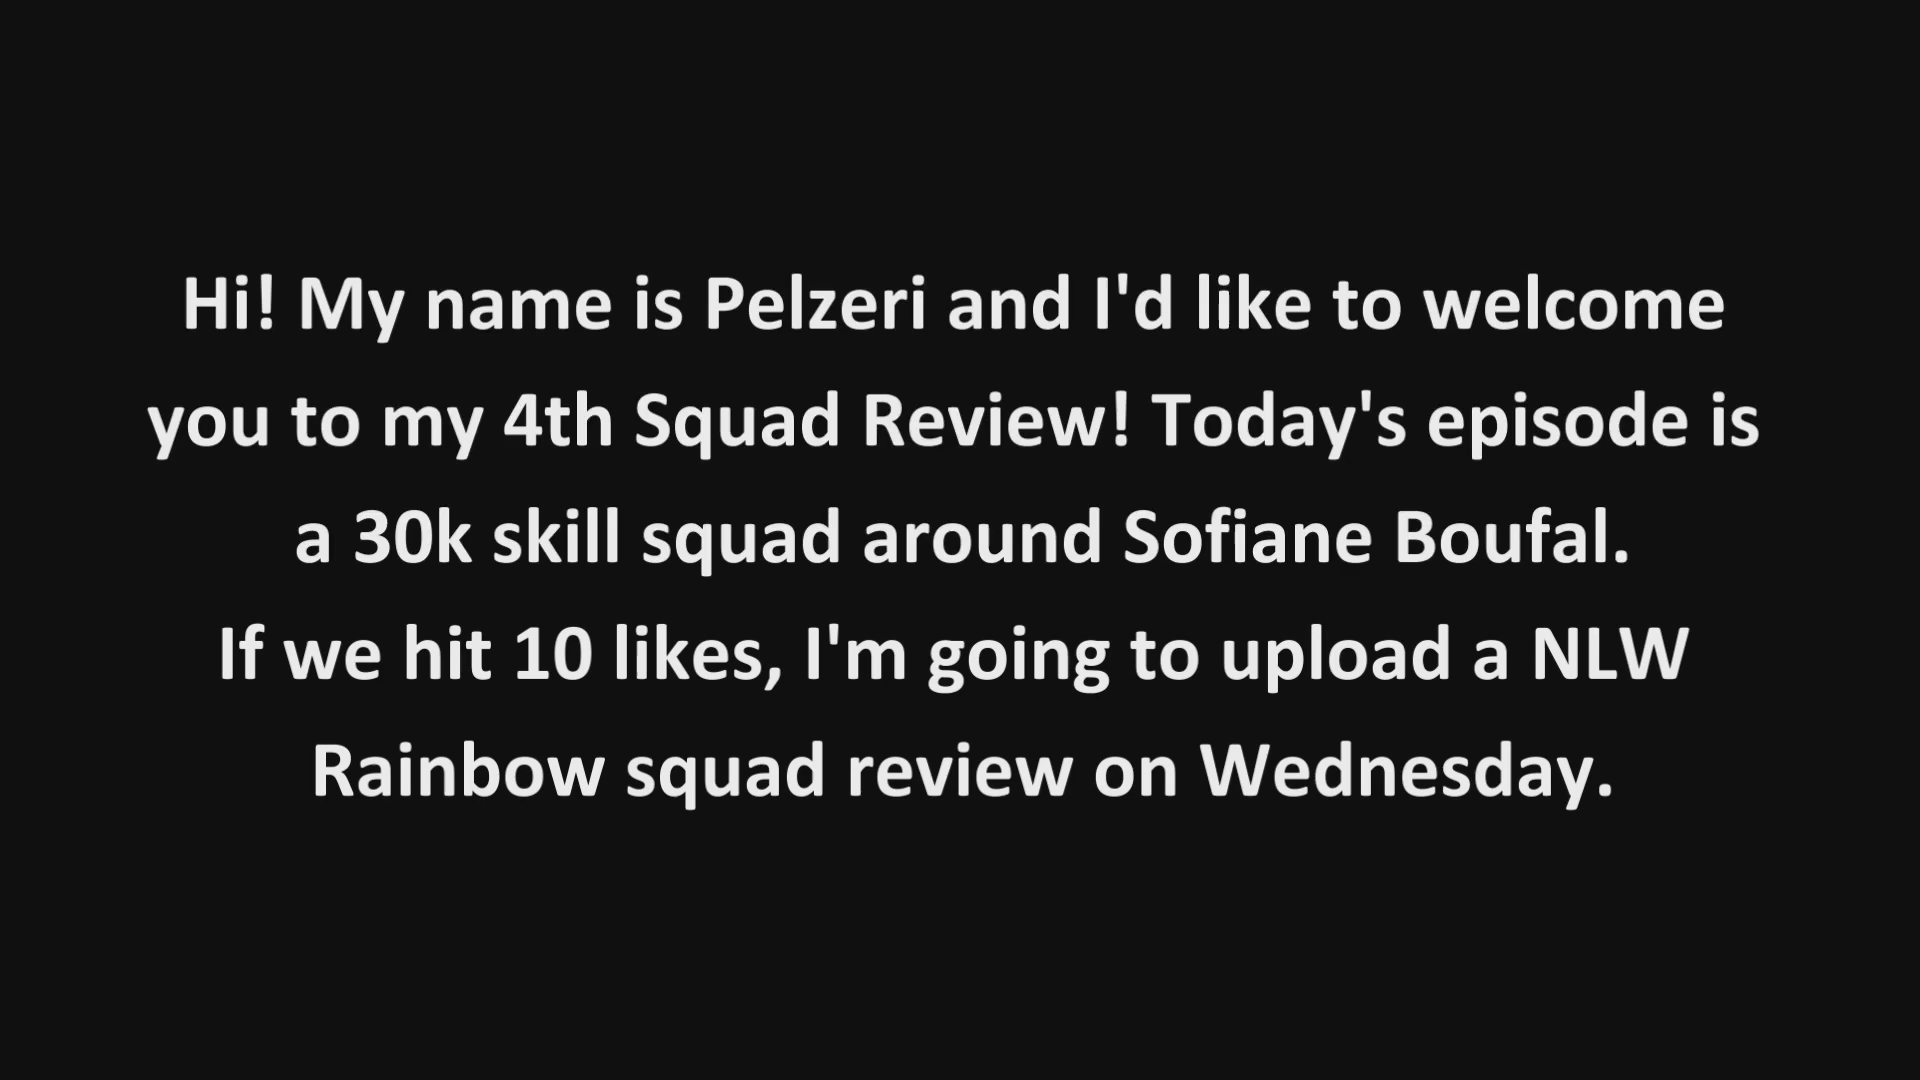 Hi! My name is Pelzeri and I'd like to welcome
you to my 4th Squad Review! Today's episode is
a 30k skill squad around Sofiane Boufal.
If we hit 10 likes, I'm going to upload a NLW
Rainbow squad review on Wednesday.